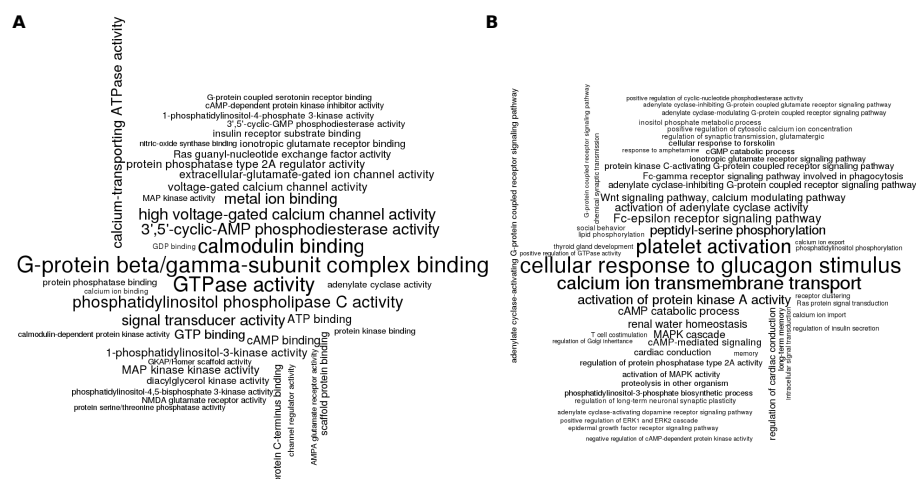 A
calcium-transporting ATPase activity
G-protein coupled serotonin receptor binding
cAMP-dependent protein kinase inhibitor activity
1-phosphatidylinositol-4-phosphate 3-kinase activity
3',5'-cyclic-GMP phosphodiesterase activity
insulin receptor substrate binding
nitric-oxide synthase binding ionotropic glutamate receptor binding
Ras guanyl-nucleotide exchange factor activity
protein phosphatase type 2A regulator activity
extracellular-glutamate-gated ion channel activity
voltage-gated calcium channel activity
MAP kinase activity metal ion binding
high voltage-gated calcium channel activity
3',5'-cyclic-AMP phosphodiesterase activity
GDP binding calmodulin binding
G-protein beta/gamma-subunit complex binding
protein phosphatase binding GTPase activity adenylate cyclase activity
calcium ion binding
phosphatidylinositol phospholipase C activity
signal transducer activity ATP binding
calmodulin-dependent protein kinase activity GTP binding cAMP binding protein kinase binding
1-phosphatidylinositol-3-kinase activity
GKAP/Homer scaffold activity
MAP kinase kinase activity
diacylglycerol kinase activity
phosphatidylinositol-4,5-bisphosphate 3-kinase activity
NMDA glutamate receptor activity
protein serine/threonine phosphatase activity
protein C-terminus binding
channel regulator activity
AMPA glutamate receptor activity
scaffold protein binding
B
adenylate cyclase-activating G-protein coupled receptor signaling pathway
G-protein coupled receptor signaling pathway
chemical synaptic transmission
positive regulation of cyclic-nucleotide phosphodiesterase activity
adenylate cyclase-inhibiting G-protein coupled glutamate receptor signaling pathway
adenylate cyclase-modulating G-protein coupled receptor signaling pathway
inositol phosphate metabolic process
positive regulation of cytosolic calcium ion concentration
regulation of synaptic transmission, glutamatergic
cellular response to forskolin
response to amphetamine cGMP catabolic process
ionotropic glutamate receptor signaling pathway
protein kinase C-activating G-protein coupled receptor signaling pathway
Fc-gamma receptor signaling pathway involved in phagocytosis
adenylate cyclase-inhibiting G-protein coupled receptor signaling pathway
Wnt signaling pathway, calcium modulating pathway
activation of adenylate cyclase activity
Fc-epsilon receptor signaling pathway
social behavior peptidyl-serine phosphorylation
lipid phosphorylation
thyroid gland development platelet activation calcium ion export
positive regulation of GTPase activity phosphatidylinositol phosphorylation
cellular response to glucagon stimulus
calcium ion transmembrane transport
activation of protein kinase A activity receptor clustering
Ras protein signal transduction
cAMP catabolic process calcium ion import
renal water homeostasis regulation of insulin secretion
T cell costimulation MAPK cascade
regulation of Golgi inheritance cAMP-mediated signaling
cardiac conduction memory
regulation of protein phosphatase type 2A activity
activation of MAPK activity
proteolysis in other organism
phosphatidylinositol-3-phosphate biosynthetic process
regulation of long-term neuronal synaptic plasticity
adenylate cyclase-activating dopamine receptor signaling pathway
positive regulation of ERK1 and ERK2 cascade
epidermal growth factor receptor signaling pathway
negative regulation of cAMP-dependent protein kinase activity
regulation of cardiac conduction
long-term memory
intracellular signal transduction